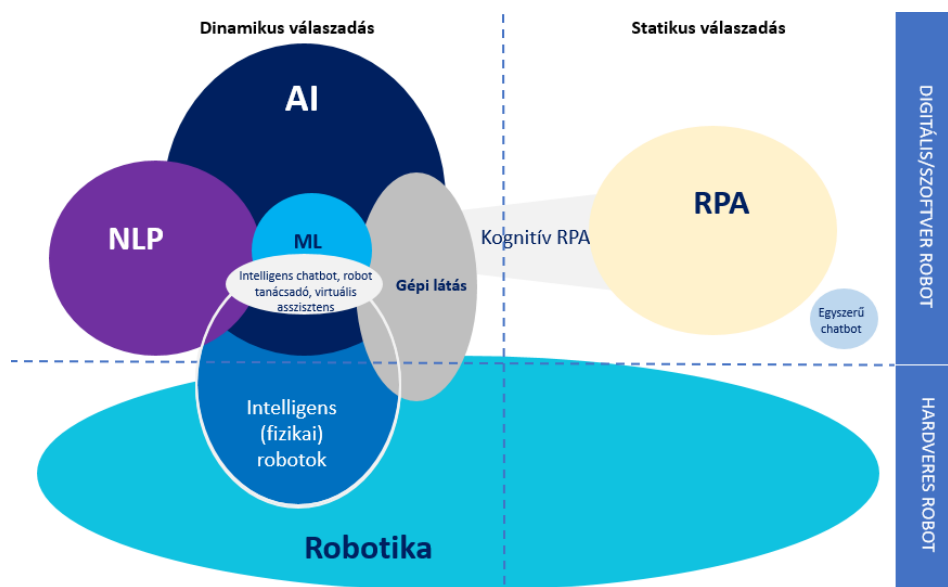 Dinamikus válaszadás
Statikus válaszadás
AI
NLP
ML
Intelligens chatbot, robot
tanácsadó, virtuális
asszisztens
Gépi látás
Kognitív RPA
RPA
Egyszerű
chatbot
Intelligens
(fizikai)
robotok
Robotika
DIGITÁLIS/SZOFTVER ROBOT
HARDVERES ROBOT